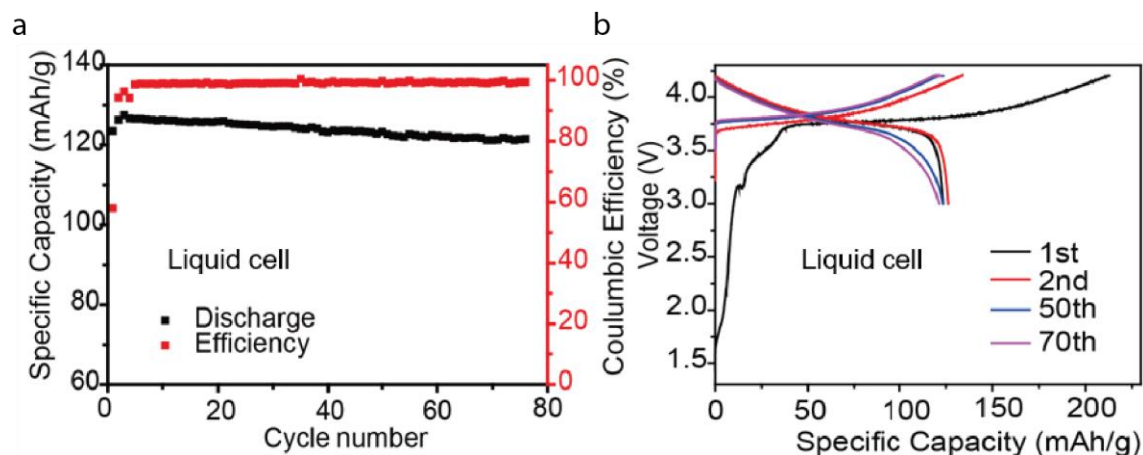 a
140
120
100
80
60
Specific Capacity (mAh/g)
Liquid cell
Discharge
Efficiency
0
20
40
60
80
Cycle number
100
80
60
40
20
0
Coulumbic Efficiency (%)
b
4.0
3.5
3.0
2.5
2.0
1.5
Voltage (V)
Liquid cell
1st
2nd
50th
70th
0
50
100
150
200
Specific Capacity (mAh/g)